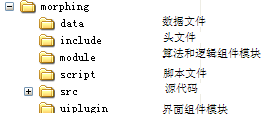 morphing
data 数据文件
include 头文件
module 算法和逻辑组件模块
script 脚本文件
src 源代码
uiplugin 界面组件模块